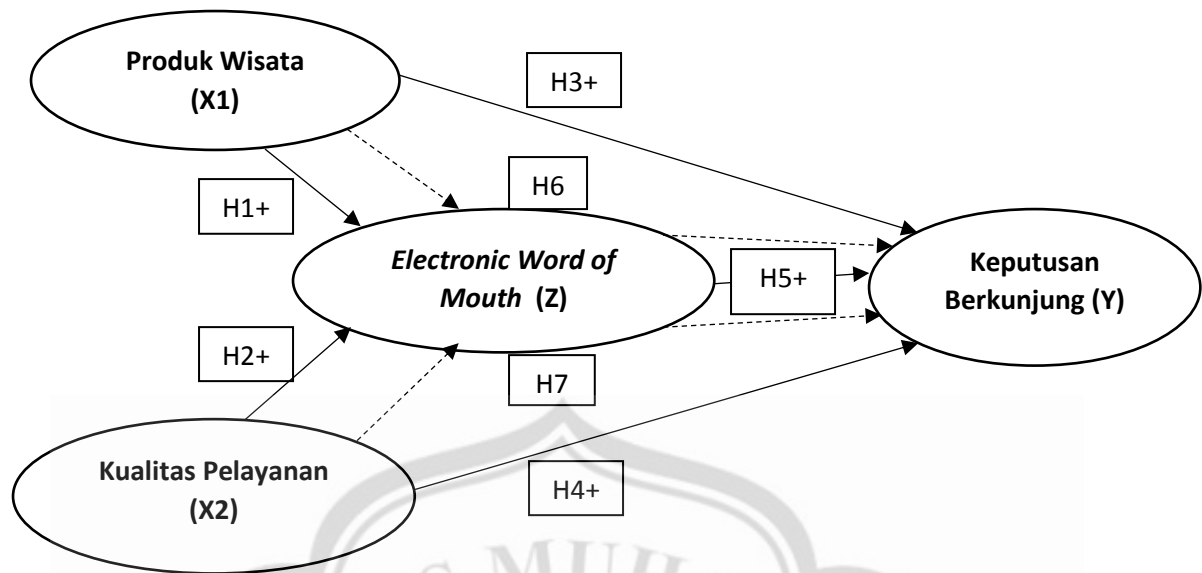 Produk Wisata
(X1)
H3+
H6
H1+
Electronic Word of
Mouth (Z)
H5+
Keputusan
Berkunjung (Y)
H2+
H7
Kualitas Pelayanan
(X2)
H4+
S MUH